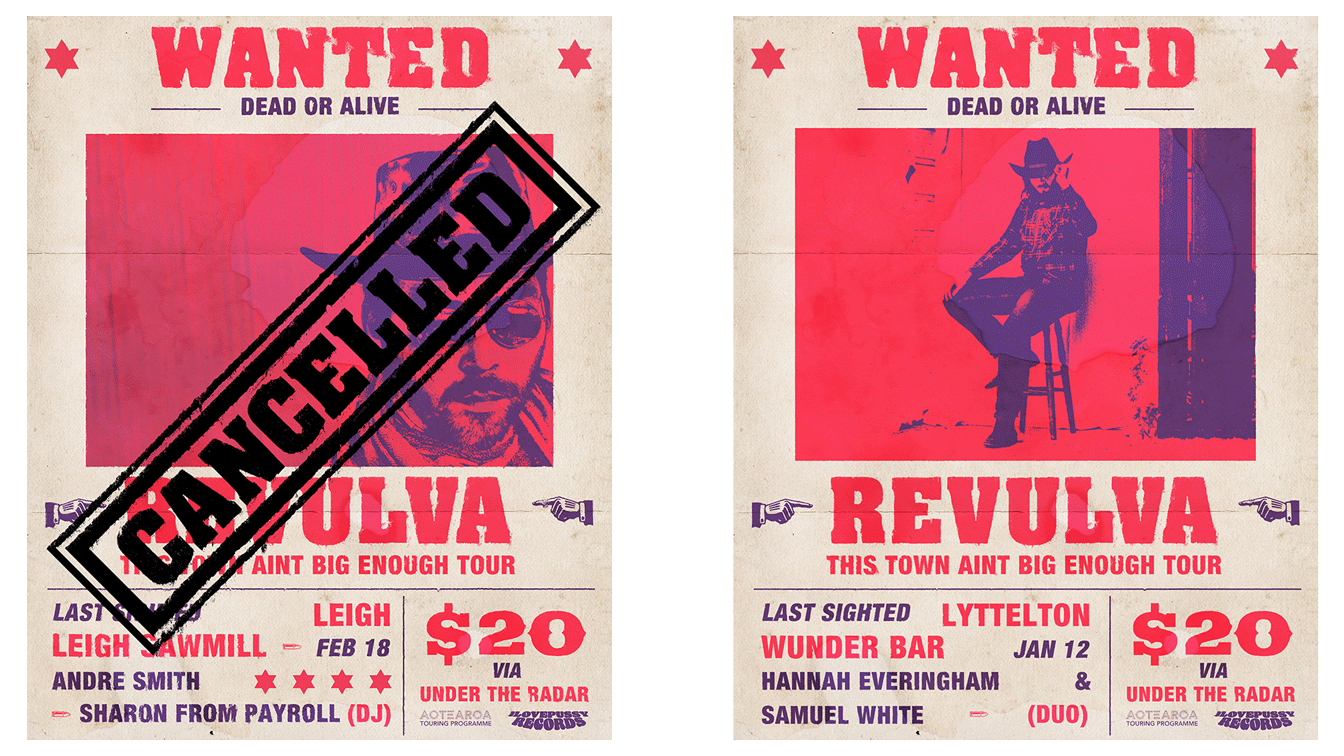 WANTED
DEAD OR ALIVE
CANCELLED
REVULVA
THIS TOWN AINT BIG ENOUGH TOUR
LAST SIGHTED LEIGH
LEIGH SAWMILL FEB 18
ANDRE SMITH
SHARON FROM PAYROLL (DJ)
$20
VIA
UNDER THE RADAR
AOTEAROA
TOURING PROGRAMME
ILOVEPUSSY
RECORDS
WANTED
DEAD OR ALIVE
REVULVA
THIS TOWN AINT BIG ENOUGH TOUR
LAST SIGHTED LYTTELTON
WUNDER BAR JAN 12
HANNAH EVERINGHAM &
SAMUEL WHITE (DUO)
$20
VIA
UNDER THE RADAR
AOTEAROA
TOURING PROGRAMME
ILOVEPUSSY
RECORDS